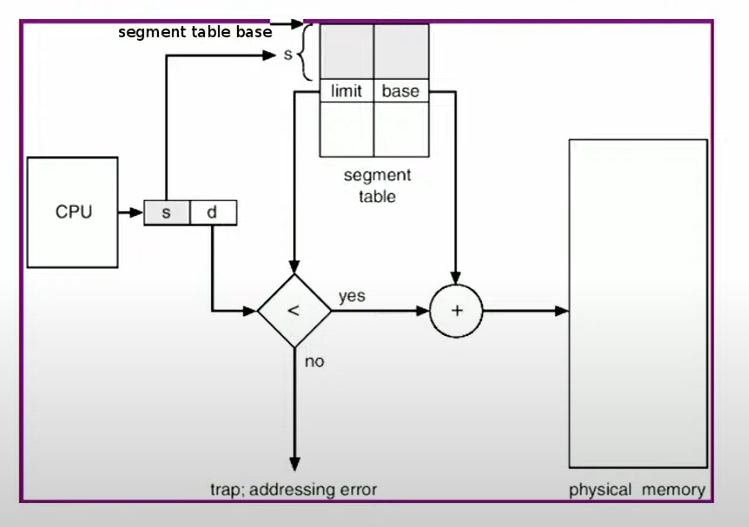 segment table base
s
limit base
segment
table
CPU
s d
<
yes
+
no
trap; addressing error
physical memory